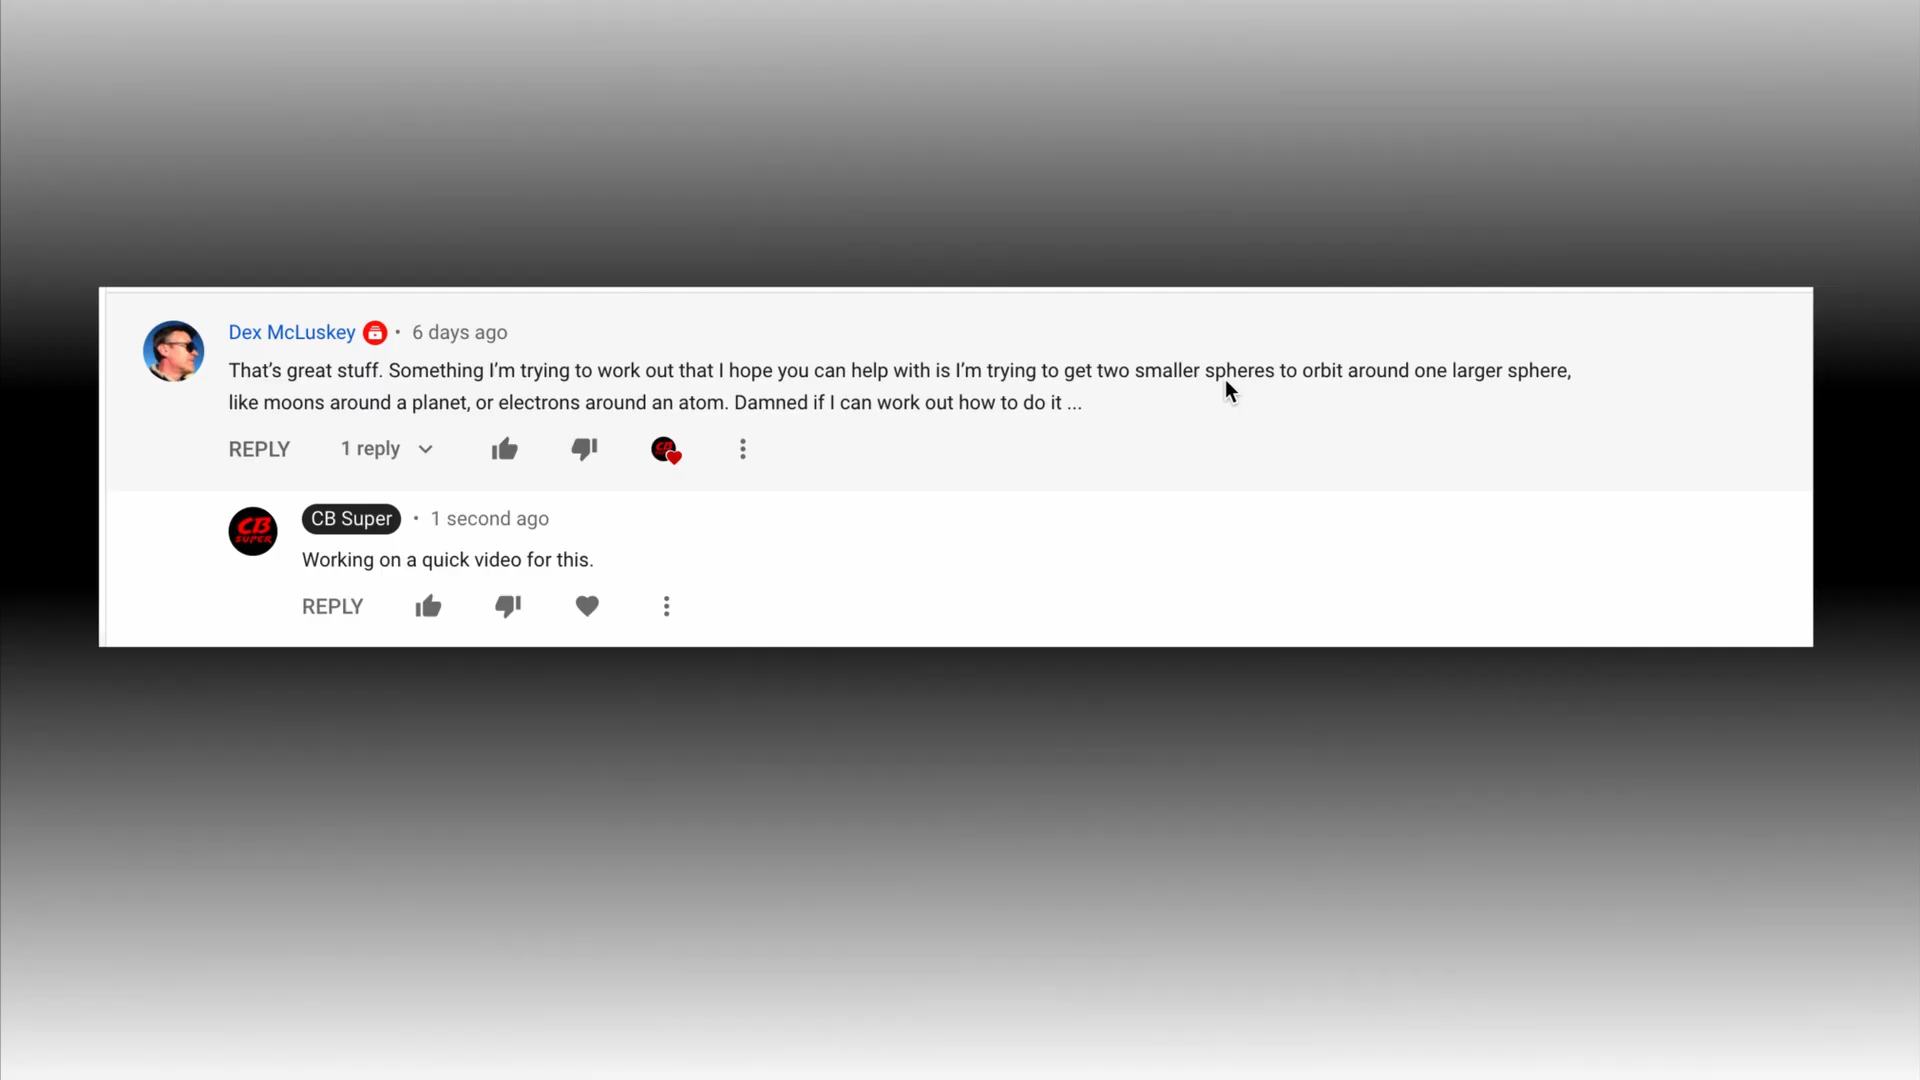 Dex McLuskey • 6 days ago
That’s great stuff. Something I’m trying to work out that I hope you can help with is I’m trying to get two smaller spheres to orbit around one larger sphere,
like moons around a planet, or electrons around an atom. Damned if I can work out how to do it ...
REPLY 1 reply
CB
CB Super • 1 second ago
CB
SUPER
Working on a quick video for this.
REPLY